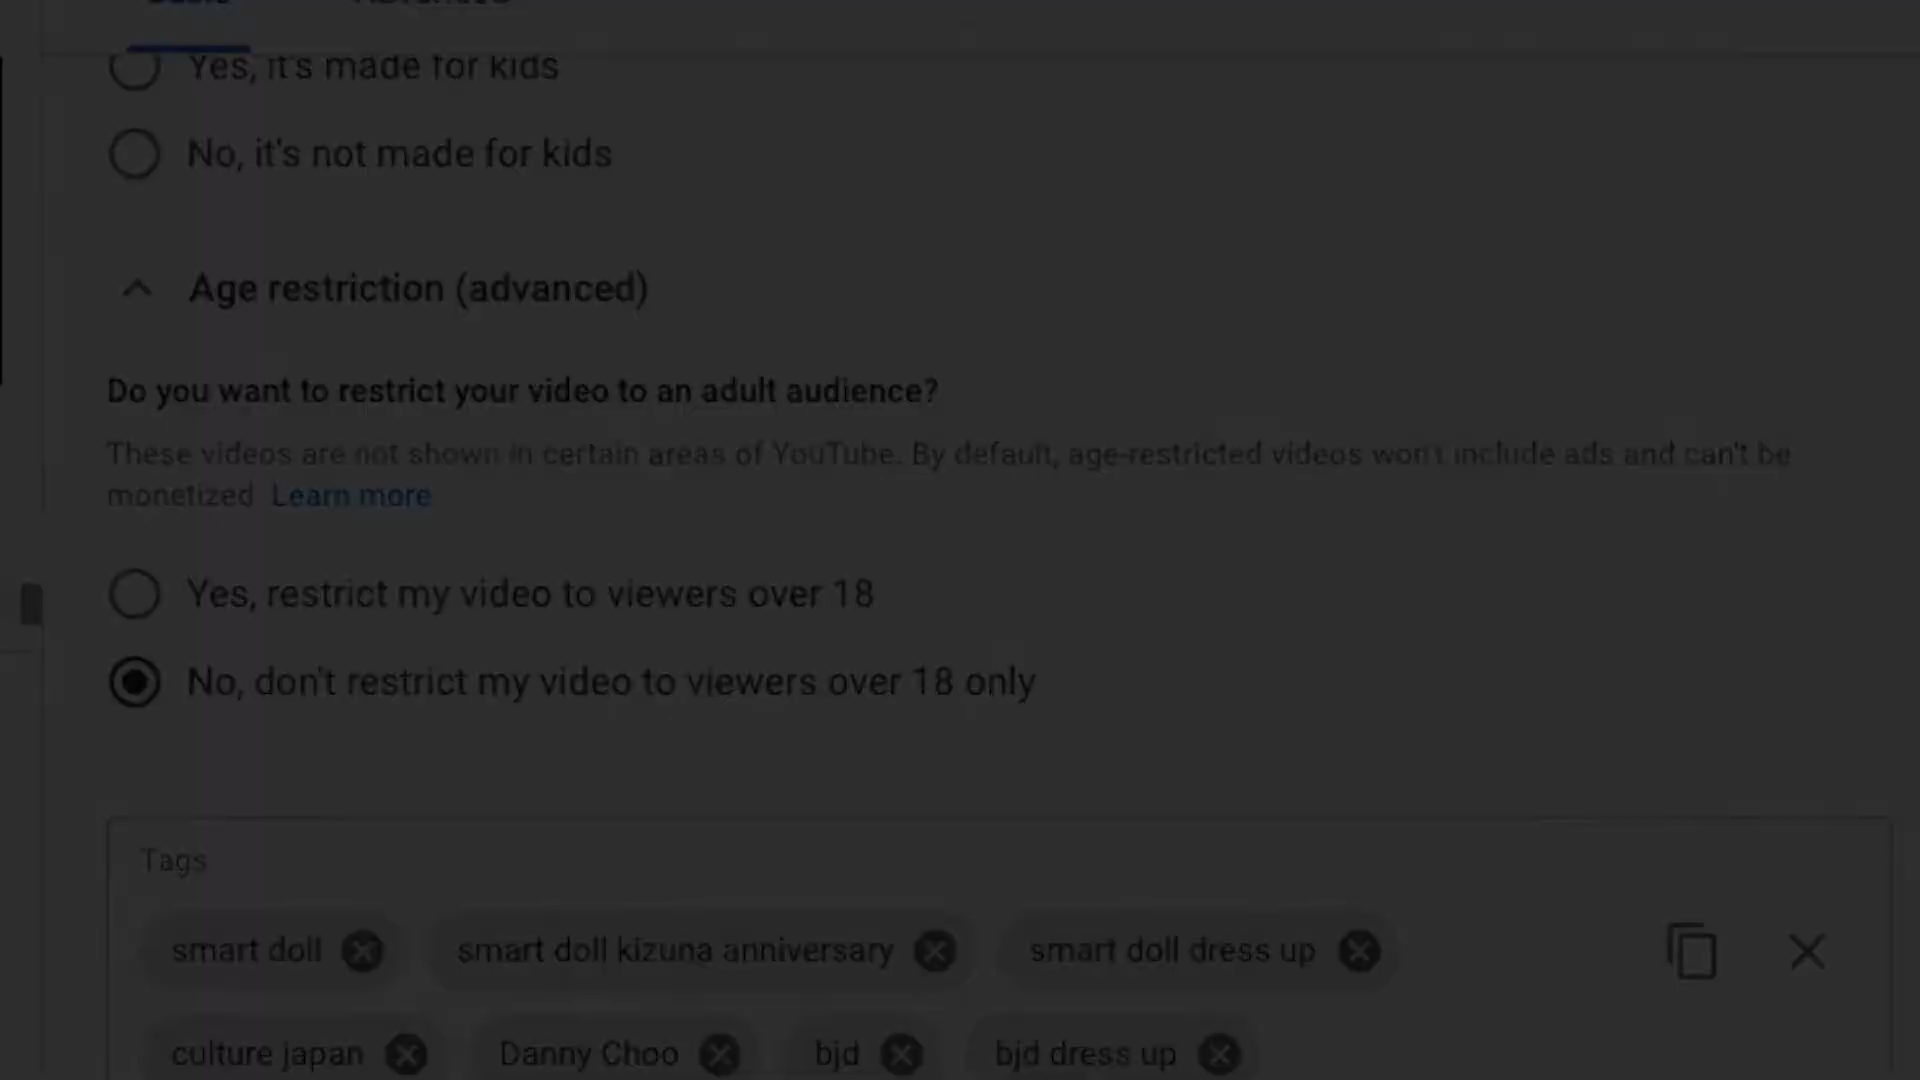 Basic
Yes, it's made for kids
No, it's not made for kids
Age restriction (advanced)
Do you want to restrict your video to an adult audience?
These videos are not shown in certain areas of YouTube. By default, age-restricted videos won't include ads and can't be
monetized. Learn more
Yes, restrict my video to viewers over 18
No, don't restrict my video to viewers over 18 only
Tags
smart doll smart doll kizuna anniversary smart doll dress up
culture japan Danny Choo bjd bjd dress up